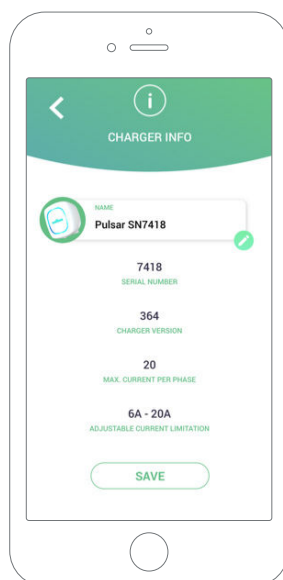 CHARGER INFO
NAME
Pulsar SN7418
7418
SERIAL NUMBER
364
CHARGER VERSION
20
MAX. CURRENT PER PHASE
6A - 20A
ADJUSTABLE CURRENT LIMITATION
SAVE